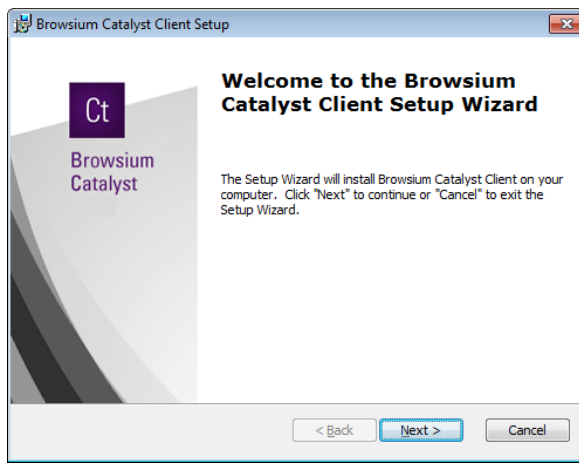 Browsium Catalyst Client Setup
Welcome to the Browsium
Catalyst Client Setup Wizard
Ct
Browsium
Catalyst
The Setup Wizard will install Browsium Catalyst Client on your
computer. Click "Next" to continue or "Cancel" to exit the
Setup Wizard.
< Back
Next >
Cancel